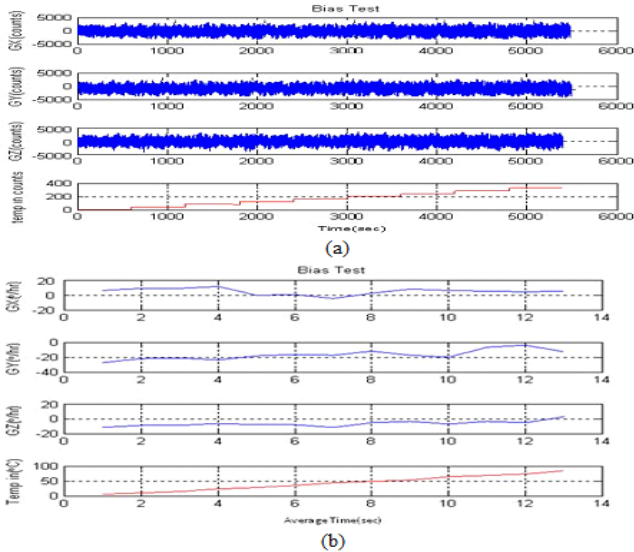 Bias Test
5000
0
-5000
GX(counts)
0 1000 2000 3000 4000 5000 6000
5000
0
-5000
GY(counts)
0 1000 2000 3000 4000 5000 6000
5000
0
-5000
GZ(counts)
0 1000 2000 3000 4000 5000 6000
400
200
0
temp in counts
0 1000 2000 3000 4000 5000 6000
Time(sec)
(a)
Bias Test
20
0
-20
GX(º/hr)
0 2 4 6 8 10 12 14
0
-20
-40
GY(º/hr)
0 2 4 6 8 10 12 14
20
0
-20
GZ(º/hr)
0 2 4 6 8 10 12 14
100
50
0
Temp in(ºC)
0 2 4 6 8 10 12 14
AverageTime(sec)
(b)